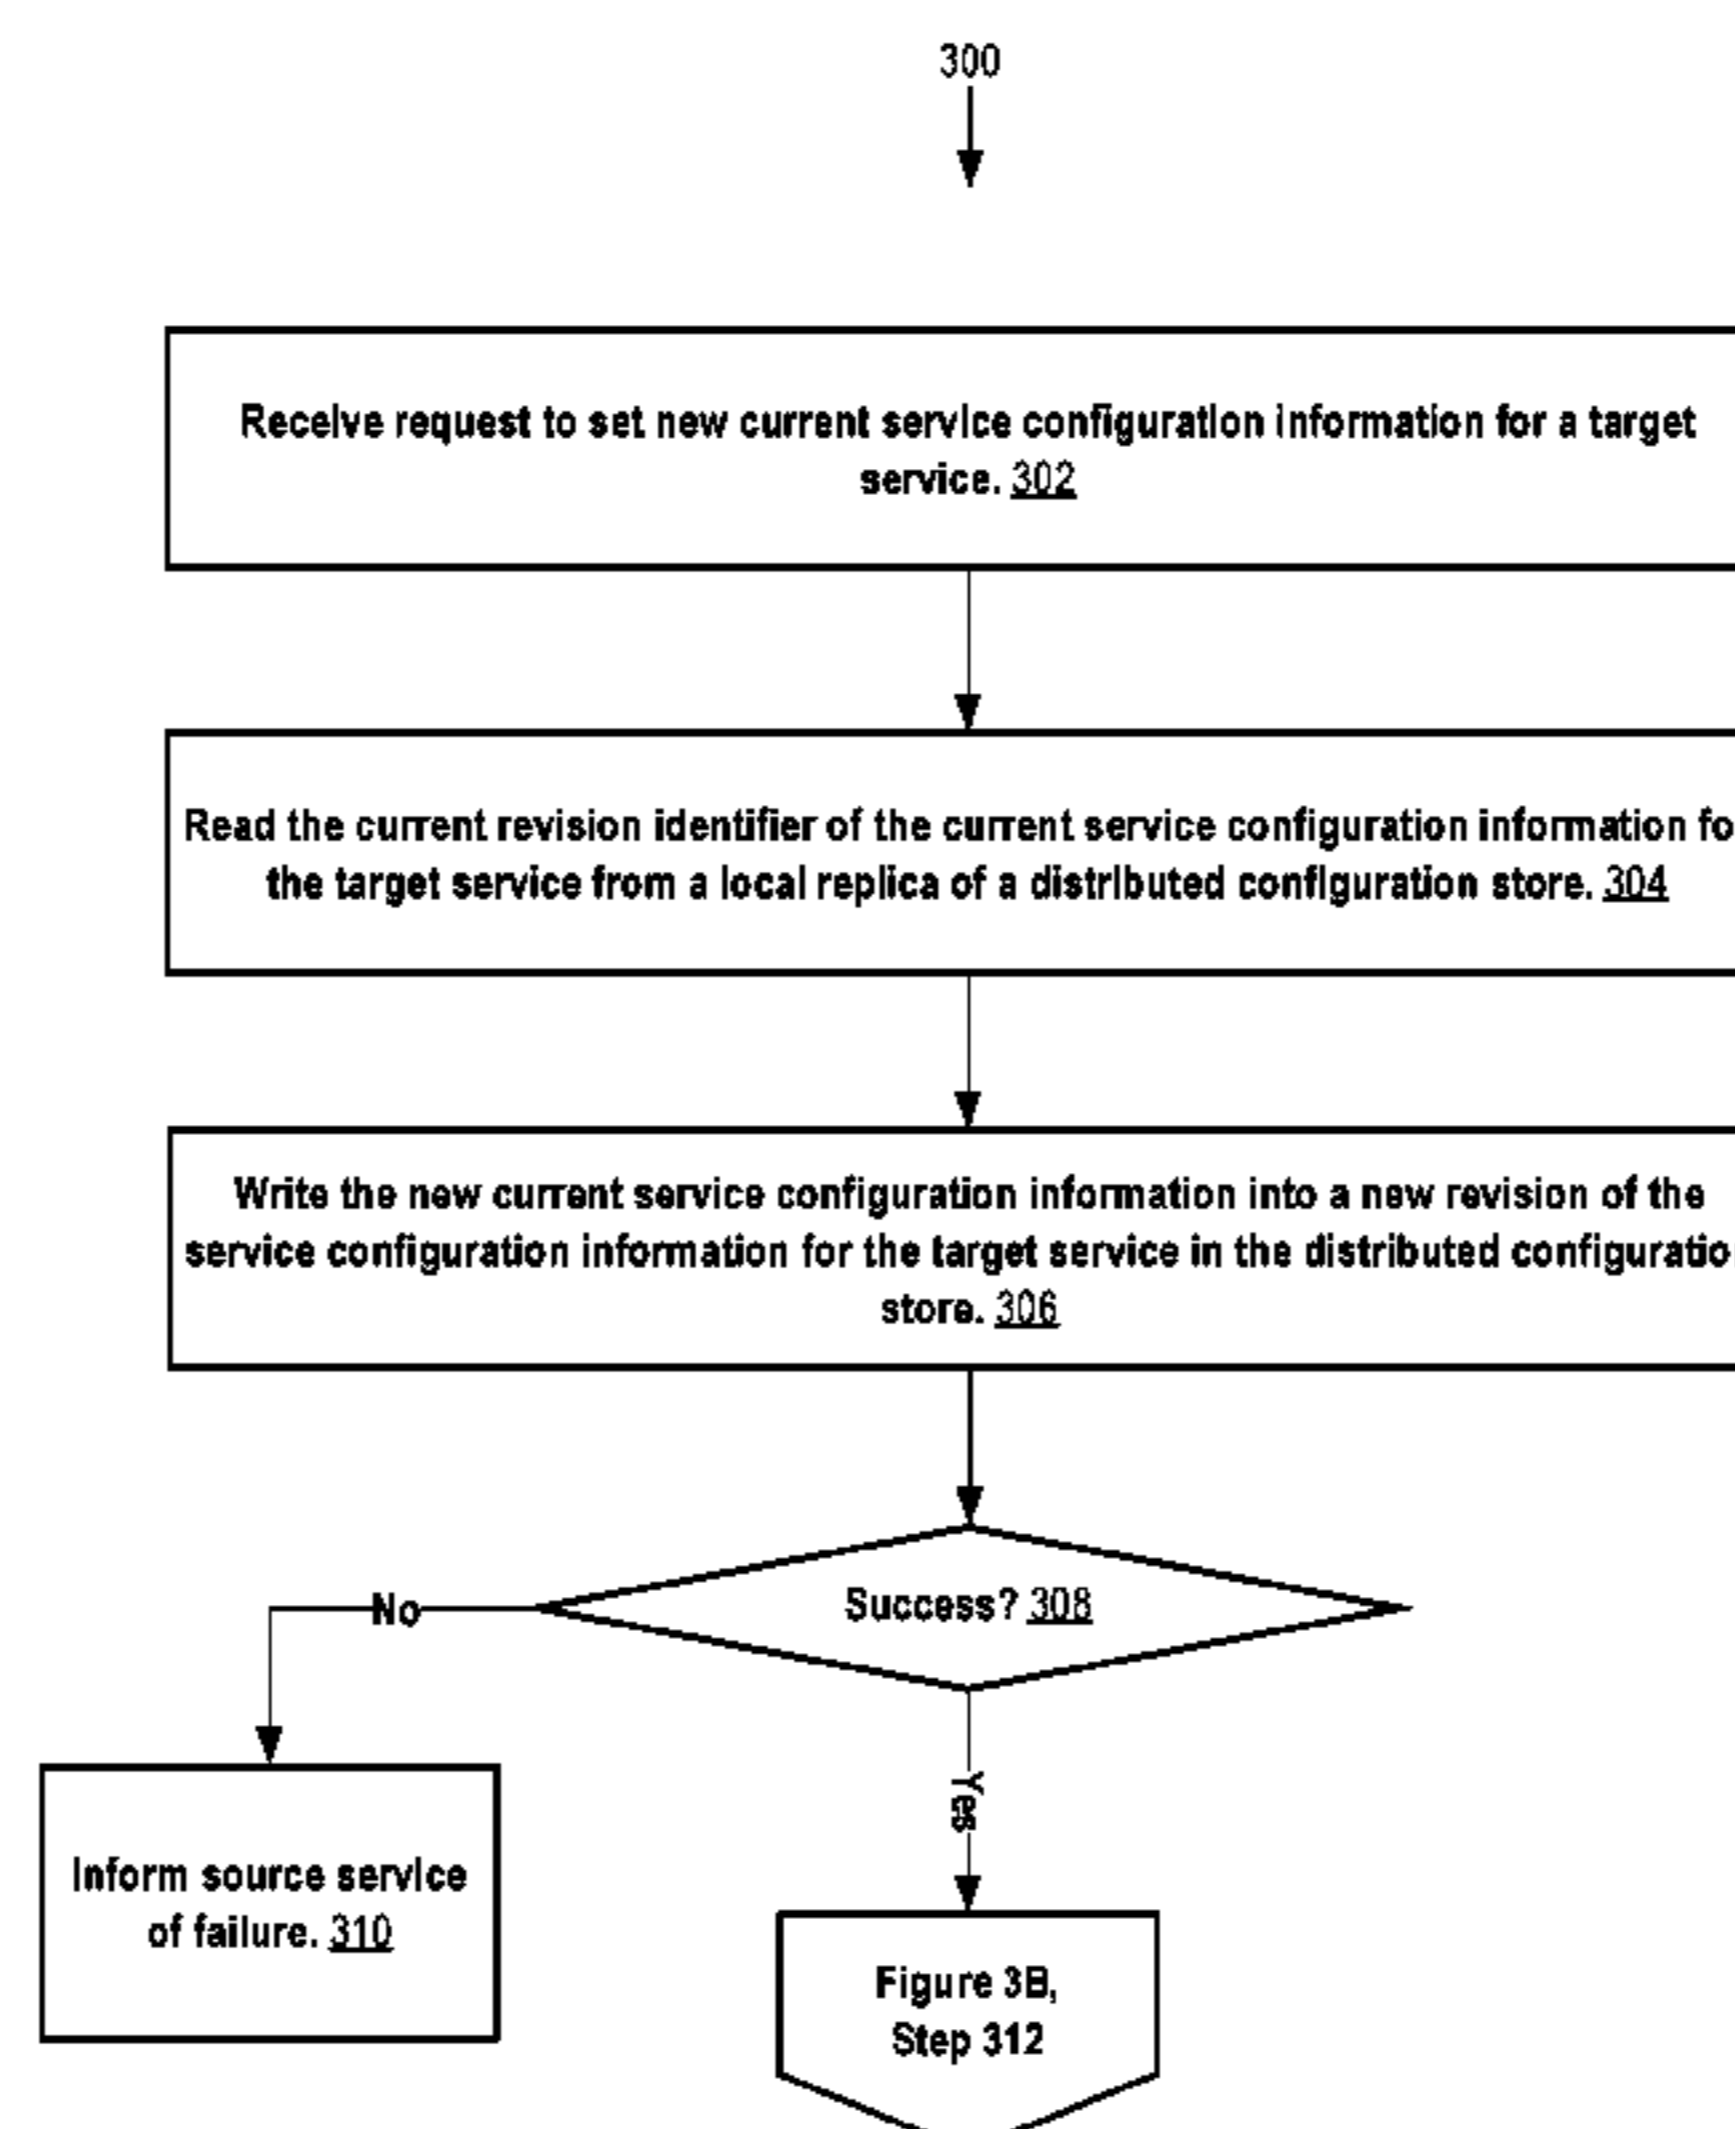 300
Receive request to set new current service configuration information for a target
service. 302
Read the current revision identifier of the current service configuration information fo
the target service from a local replica of a distributed configuration store. 304
Write the new current service configuration information into a new revision of the
service configuration information for the target service in the distributed configuratio
store. 306
Success? 308
No
Yes
Inform source service
of failure. 310
Figure 3B,
Step 312